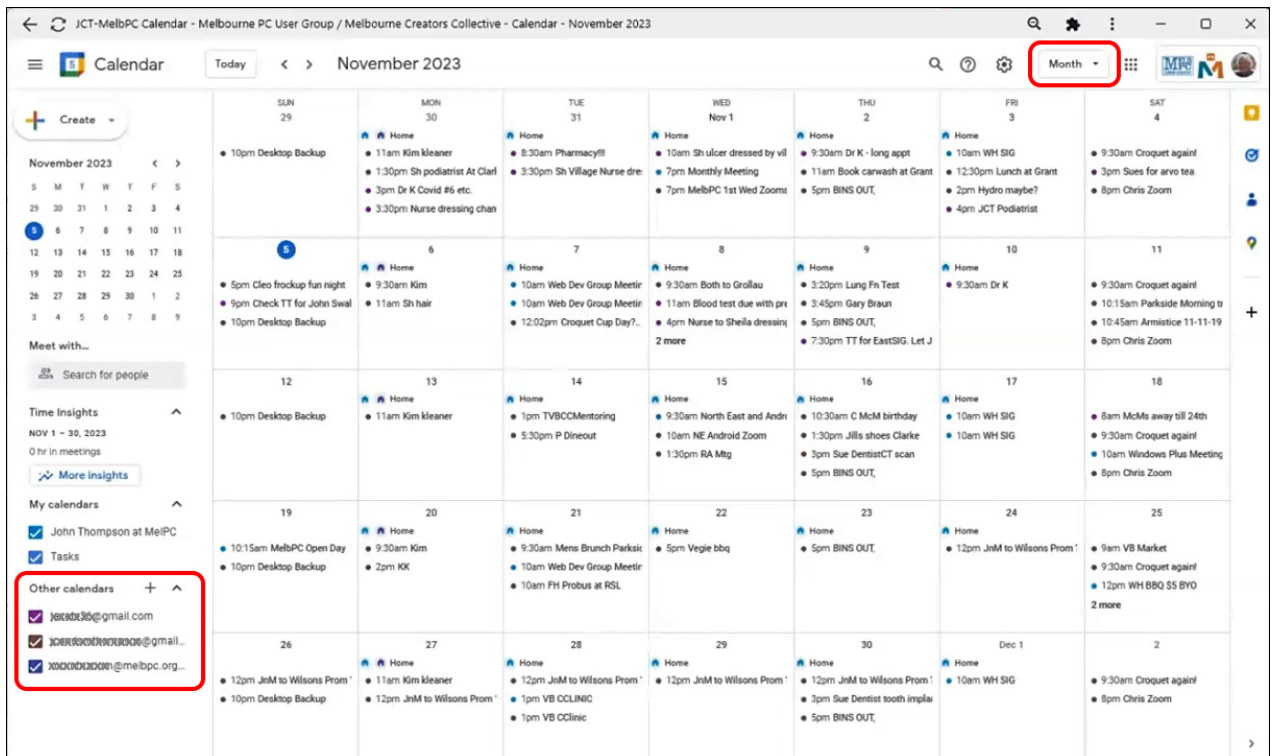 JCT-MelbPC Calendar - Melbourne PC User Group / Melbourne Creators Collective - Calendar - November 2023
5 Calendar Today November 2023 Month
Create
November 2023
S M T W T F S
29 30 31 1 2 3 4
5 6 7 8 9 10 11
12 13 14 15 16 17 18
19 20 21 22 23 24 25
26 27 28 29 30 1 2
3 4 5 6 7 8 9
Meet with...
Search for people
Time Insights
NOV 1 – 30, 2023
0 hr in meetings
More insights
My calendars
John Thompson at MelPC
Tasks
Other calendars +
@gmail.com
@gmail...
@melbpc.org...
SUN MON TUE WED THU FRI SAT
29 30 31 Nov 1 2 3 4
Home Home Home Home Home
10pm Desktop Backup 11am Kim kleaner 8:30am Pharmacy!!! 10am Sh ulcer dressed by vil 9:30am Dr K - long appt 10am WH SIG 9:30am Croquet again!
1:30pm Sh podiatrist At Clarl 3:30pm Sh Village Nurse dre 7pm Monthly Meeting 11am Book carwash at Grant 12:30pm Lunch at Grant 3pm Sues for arvo tea
3pm Dr K Covid #6 etc. 7pm MelbPC 1st Wed Zooms 5pm BINS OUT, 2pm Hydro maybe? 8pm Chris Zoom
3:30pm Nurse dressing chan 4pm JCT Podiatrist
5 6 7 8 9 10 11
Home Home Home Home Home
5pm Cleo frockup fun night 9:30am Kim 10am Web Dev Group Meetin 9:30am Both to Grollau 3:20pm Lung Fn Test 9:30am Dr K 9:30am Croquet again!
9pm Check TT for John Swal 11am Sh hair 10am Web Dev Group Meetin 11am Blood test due with pre 3:45pm Gary Braun 10:15am Parkside Morning t
10pm Desktop Backup 12:02pm Croquet Cup Day?.. 4pm Nurse to Sheila dressing 5pm BINS OUT, 10:45am Armistice 11-11-19
2 more 7:30pm TT for EastSIG. Let J 8pm Chris Zoom
12 13 14 15 16 17 18
Home Home Home Home Home
10pm Desktop Backup 11am Kim kleaner 1pm TVBCCMentoring 9:30am North East and Andr 10:30am C McM birthday 10am WH SIG 8am McMs away till 24th
5:30pm P Dineout 10am NE Android Zoom 1:30pm Jills shoes Clarke 10am WH SIG 9:30am Croquet again!
1:30pm RA Mtg 3pm Sue DentistCT scan 10am Windows Plus Meeting
5pm BINS OUT, 8pm Chris Zoom
19 20 21 22 23 24 25
Home Home Home Home Home
10:15am MelbPC Open Day 9:30am Kim 9:30am Mens Brunch Parksid 5pm Vegie bbq 5pm BINS OUT, 12pm JnM to Wilsons Prom 9am VB Market
10pm Desktop Backup 2pm KK 10am Web Dev Group Meetin 9:30am Croquet again!
10am FH Probus at RSL 12pm WH BBQ $5 BYO
2 more
26 27 28 29 30 Dec 1 2
Home Home Home Home Home
12pm JnM to Wilsons Prom 11am Kim kleaner 12pm JnM to Wilsons Prom 12pm JnM to Wilsons Prom 12pm JnM to Wilsons Prom 10am WH SIG 9:30am Croquet again!
10pm Desktop Backup 12pm JnM to Wilsons Prom 1pm VB CCLINIC 3pm Sue Dentist tooth impla 8pm Chris Zoom
1pm VB CClinic 5pm BINS OUT,